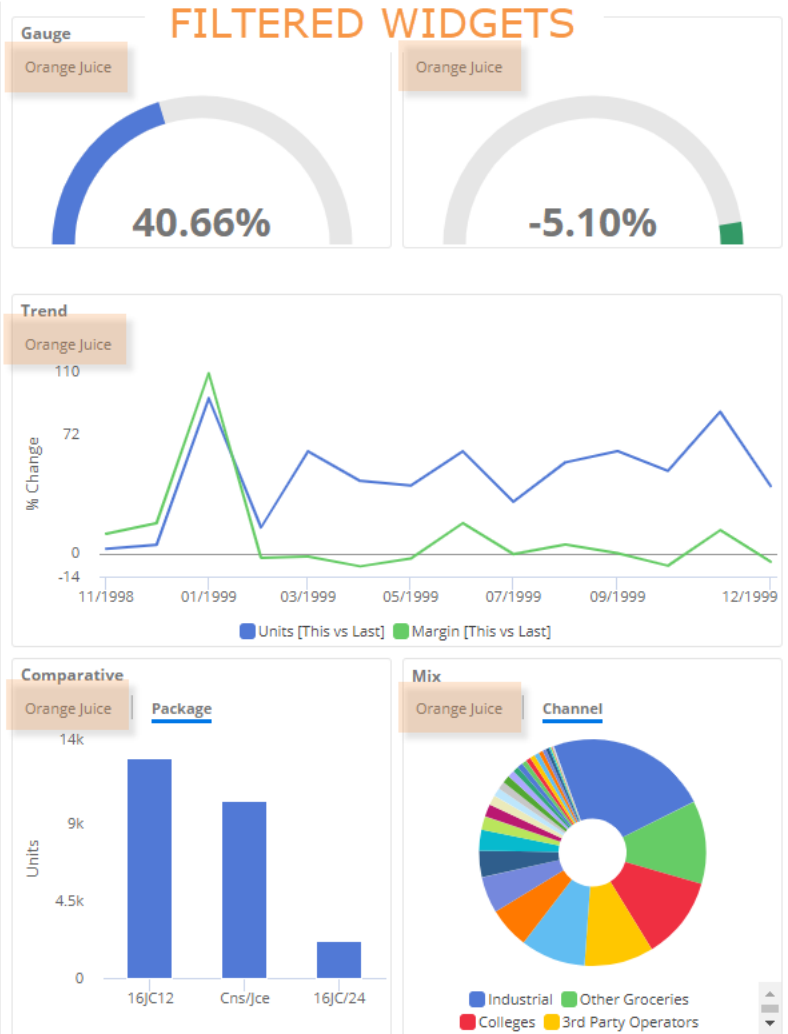 FILTERED WIDGETS
Gauge
Orange Juice
Orange Juice
40.66%
-5.10%
Trend
Orange Juice
110
72
0
-14
% Change
11/1998 01/1999 03/1999 05/1999 07/1999 09/1999 12/1999
Units [This vs Last] Margin [This vs Last]
Comparative
Orange Juice Package
14k
9k
4.5k
0
Units
16JC12 Cns/Jce 16JC/24
Mix
Orange Juice Channel
Industrial Other Groceries
Colleges 3rd Party Operators